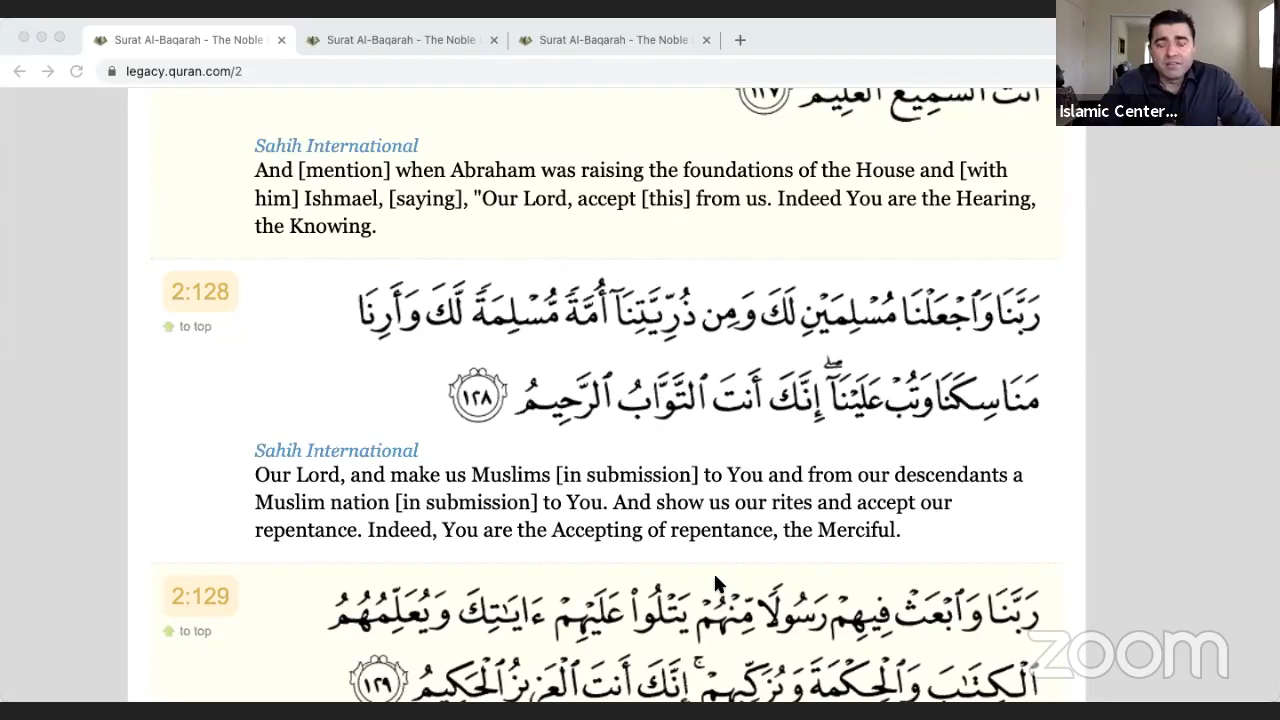 Surat Al-Baqarah - The Noble
Surat Al-Baqarah - The Noble
Surat Al-Baqarah - The Noble
legacy.quran.com/2
Islamic Center...
أَنتَ ٱلسَّمِيعُ ٱلْعَلِيمُ ١٢٧
Sahih International
And [mention] when Abraham was raising the foundations of the House and [with
him] Ishmael, [saying], "Our Lord, accept [this] from us. Indeed You are the Hearing,
the Knowing.
2:128
to top
رَبَّنَا وَٱجْعَلْنَا مُسْلِمَيْنِ لَكَ وَمِن ذُرِّيَّتِنَآ أُمَّةً مُّسْلِمَةً لَّكَ وَأَرِنَا
مَنَاسِكَنَا وَتُبْ عَلَيْنَآ ۖ إِنَّكَ أَنتَ ٱلتَّوَّابُ ٱلرَّحِيمُ ١٢٨
Sahih International
Our Lord, and make us Muslims [in submission] to You and from our descendants a
Muslim nation [in submission] to You. And show us our rites and accept our
repentance. Indeed, You are the Accepting of repentance, the Merciful.
2:129
to top
رَبَّنَا وَٱبْعَثْ فِيهِمْ رَسُولًا مِّنْهُمْ يَتْلُوا۟ عَلَيْهِمْ ءَايَـٰتِكَ وَيُعَلِّمُهُمُ
ٱلْكِتَـٰبَ وَٱلْحِكْمَةَ وَيُزَكِّيهِمْ ۚ إِنَّكَ أَنتَ ٱلْعَزِيزُ ٱلْحَكِيمُ ١٢٩
zoom